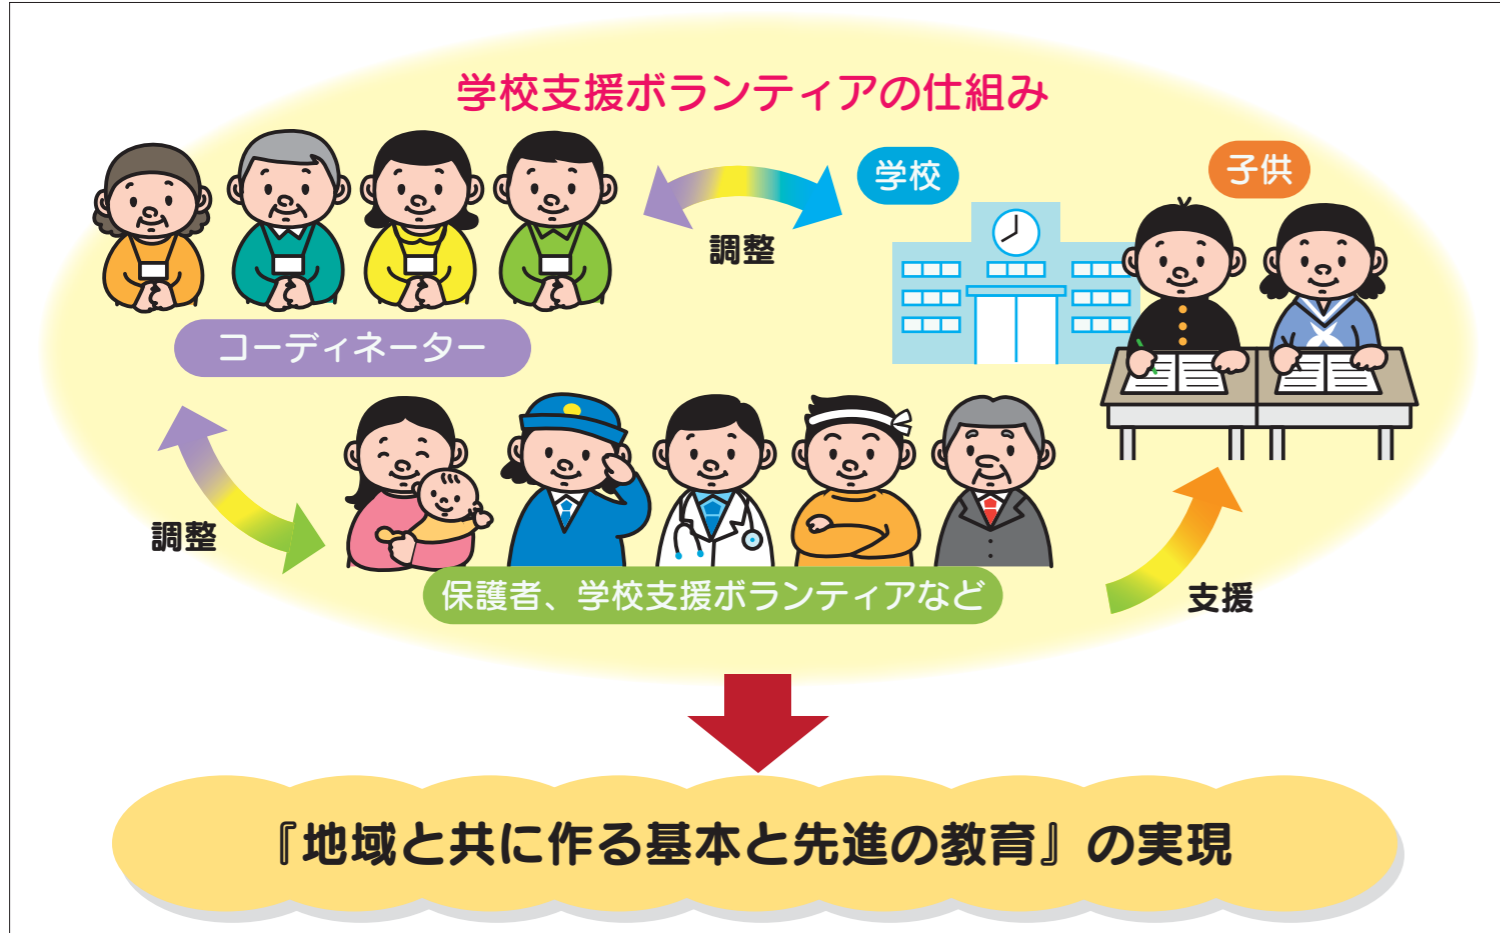 学校支援ボランティアの仕組み
学校
子供
調整
コーディネーター
調整
保護者、学校支援ボランティアなど
支援
『地域と共に作る基本と先進の教育』の実現